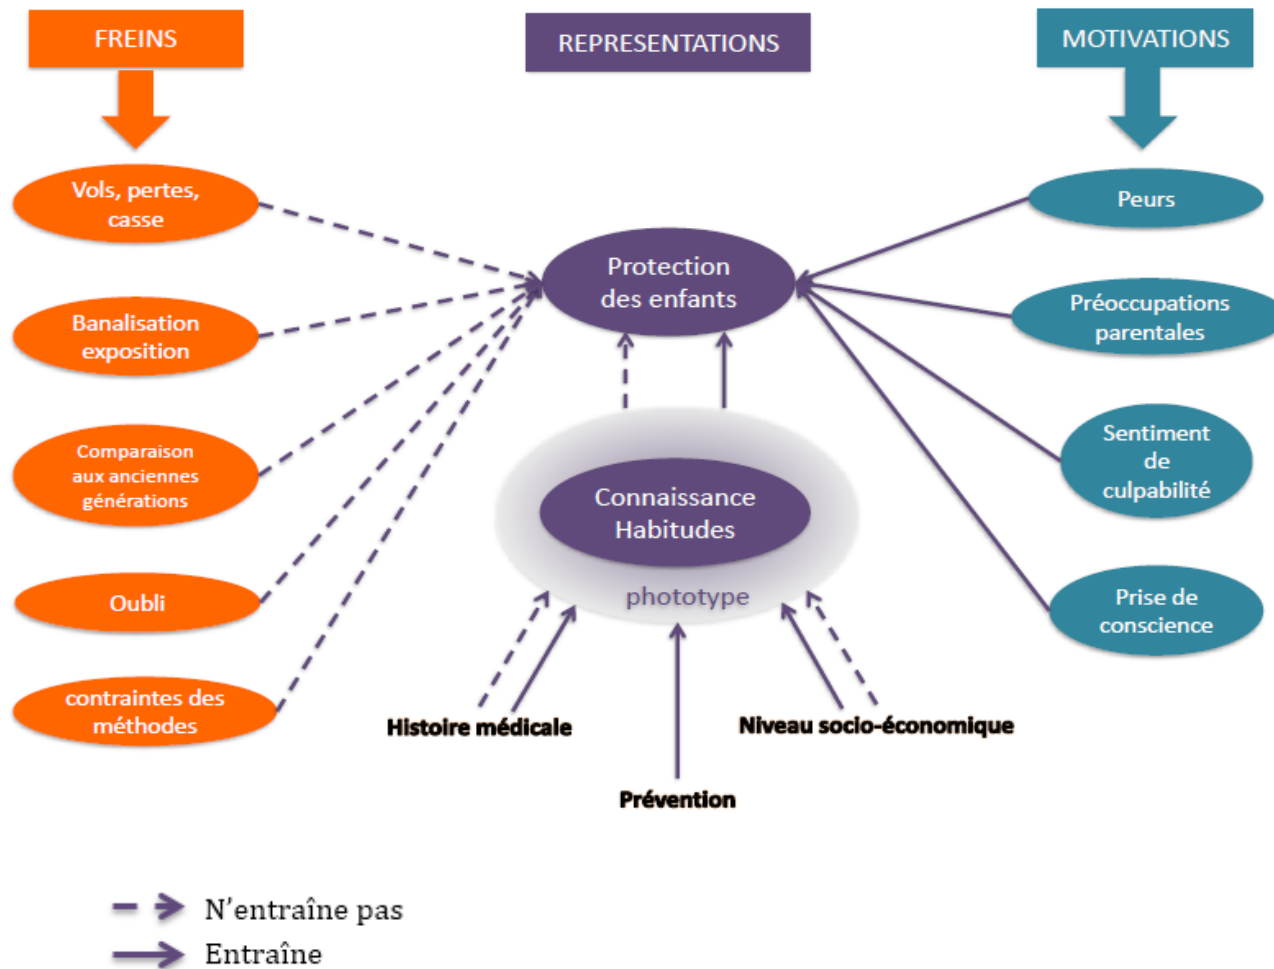 FREINS
REPRESENTATIONS
MOTIVATIONS
Vols, pertes,
casse
Banalisation
exposition
Comparaison
aux anciennes
générations
Oubli
contraintes des
méthodes
Protection
des enfants
Connaissance
Habitudes
phototype
Histoire médicale
Niveau socio-économique
Prévention
Peurs
Préoccupations
parentales
Sentiment
de
culpabilité
Prise de
conscience
N'entraîne pas
Entraîne